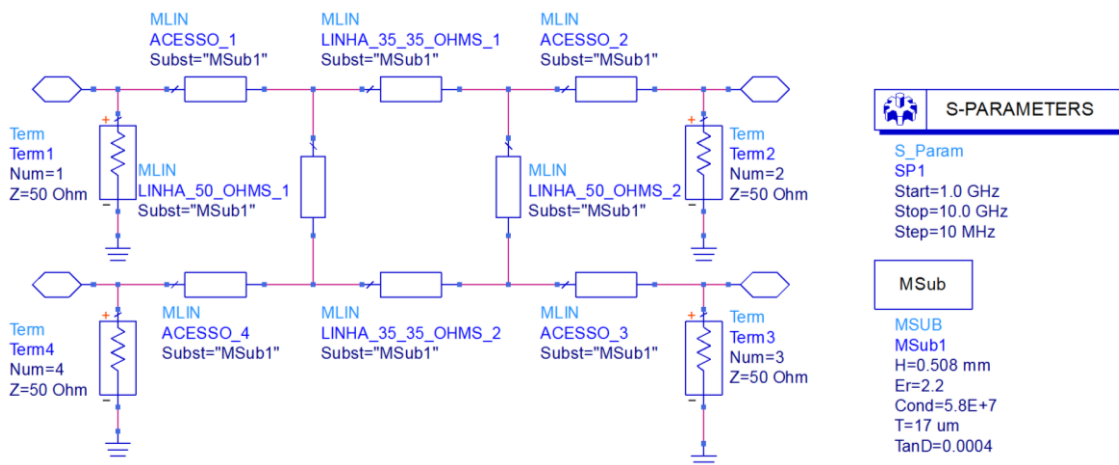 MLIN
ACESSO_1
Subst="MSub1"
MLIN
LINHA_35_35_OHMS_1
Subst="MSub1"
MLIN
ACESSO_2
Subst="MSub1"
+
Term
Term1
Num=1
Z=50 Ohm
-
MLIN
LINHA_50_OHMS_1
Subst="MSub1"
MLIN
LINHA_50_OHMS_2
Subst="MSub1"
+
Term
Term2
Num=2
Z=50 Ohm
-
+
Term
Term4
Num=4
Z=50 Ohm
-
MLIN
ACESSO_4
Subst="MSub1"
MLIN
LINHA_35_35_OHMS_2
Subst="MSub1"
MLIN
ACESSO_3
Subst="MSub1"
+
Term
Term3
Num=3
Z=50 Ohm
-
S-PARAMETERS
S_Param
SP1
Start=1.0 GHz
Stop=10.0 GHz
Step=10 MHz
MSub
MSUB
MSub1
H=0.508 mm
Er=2.2
Cond=5.8E+7
T=17 um
TanD=0.0004